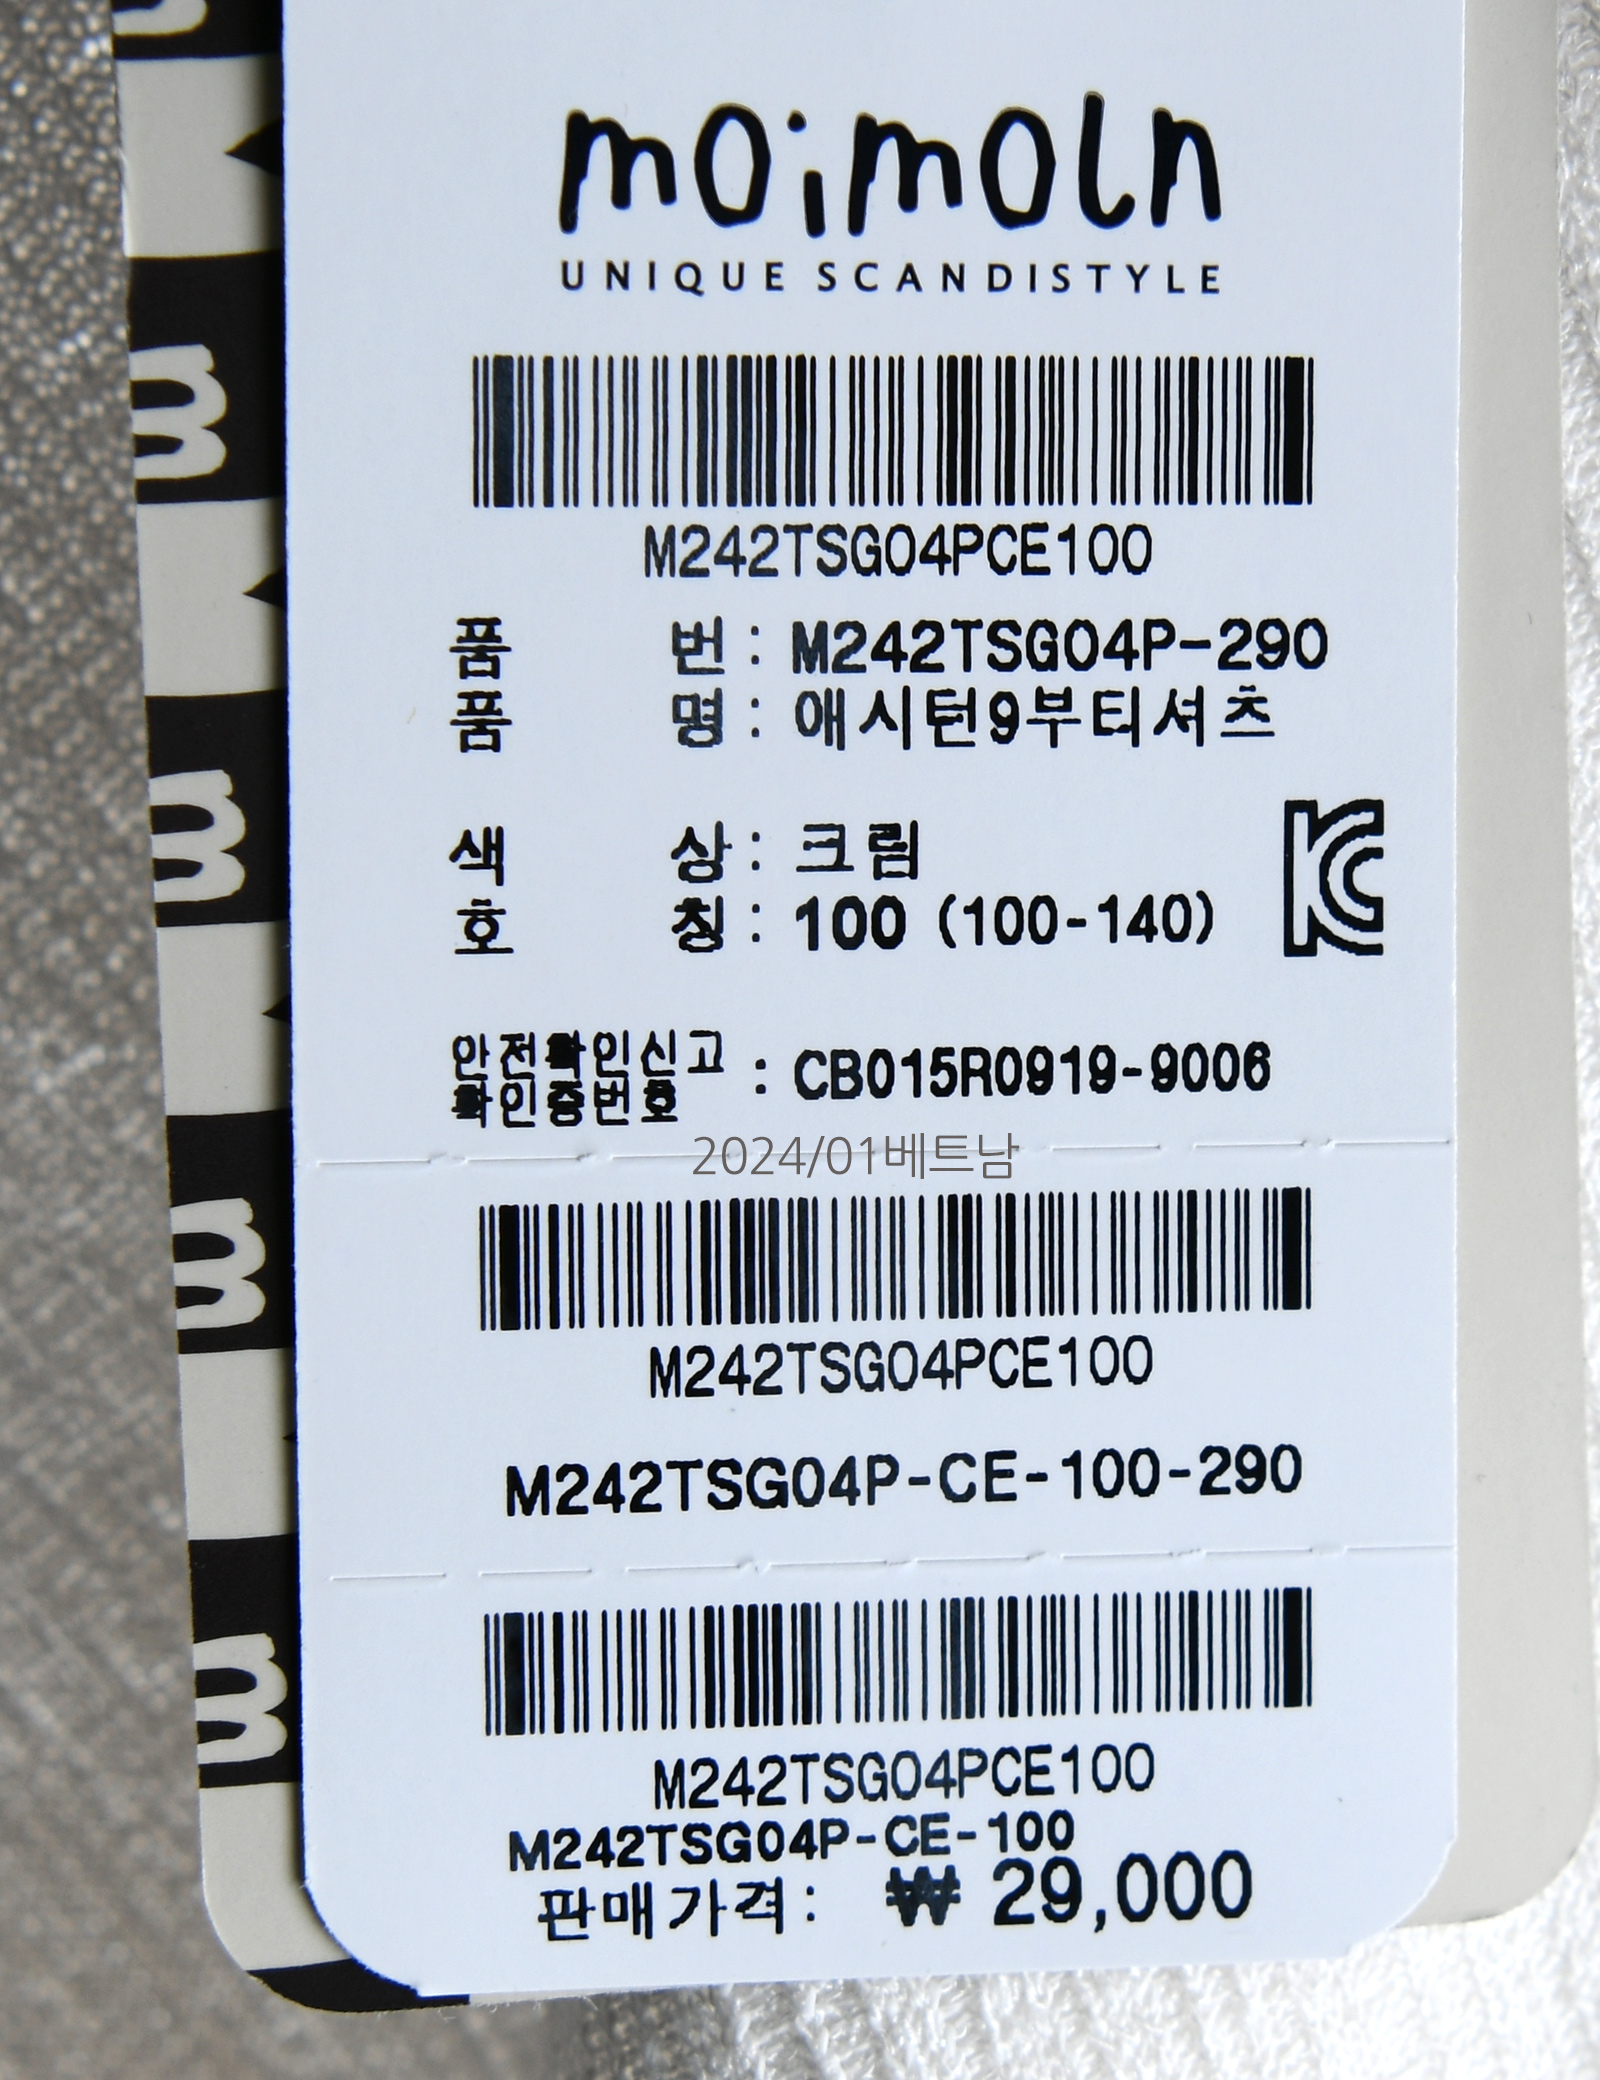 moimoln
UNIQUE SCANDISTYLE
M242TSG04PCE100
품 번 : M242TSG04P-290
품 명 : 애시턴9부티셔츠
색 상 : 크림
호 칭 : 100 (100-140)
안전확인신고
확인증번호 : CB015R0919-9006
2024/01베트남
M242TSG04PCE100
M242TSG04P-CE-100-290
M242TSG04PCE100
M242TSG04P-CE-100
판매가격: ₩ 29,000